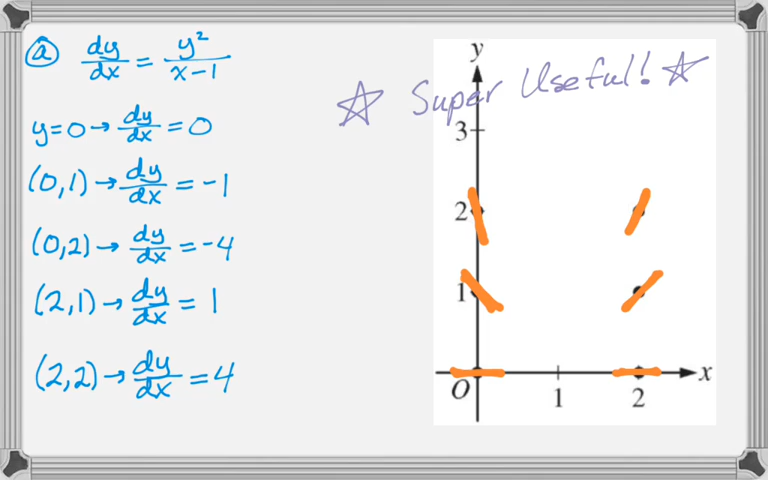 ⓐ dy/dx = y²/(x-1)
y=0 → dy/dx = 0
(0,1) → dy/dx = -1
(0,2) → dy/dx = -4
(2,1) → dy/dx = 1
(2,2) → dy/dx = 4
☆ Super Useful! ☆
y
3
2
1
O
1
2
x